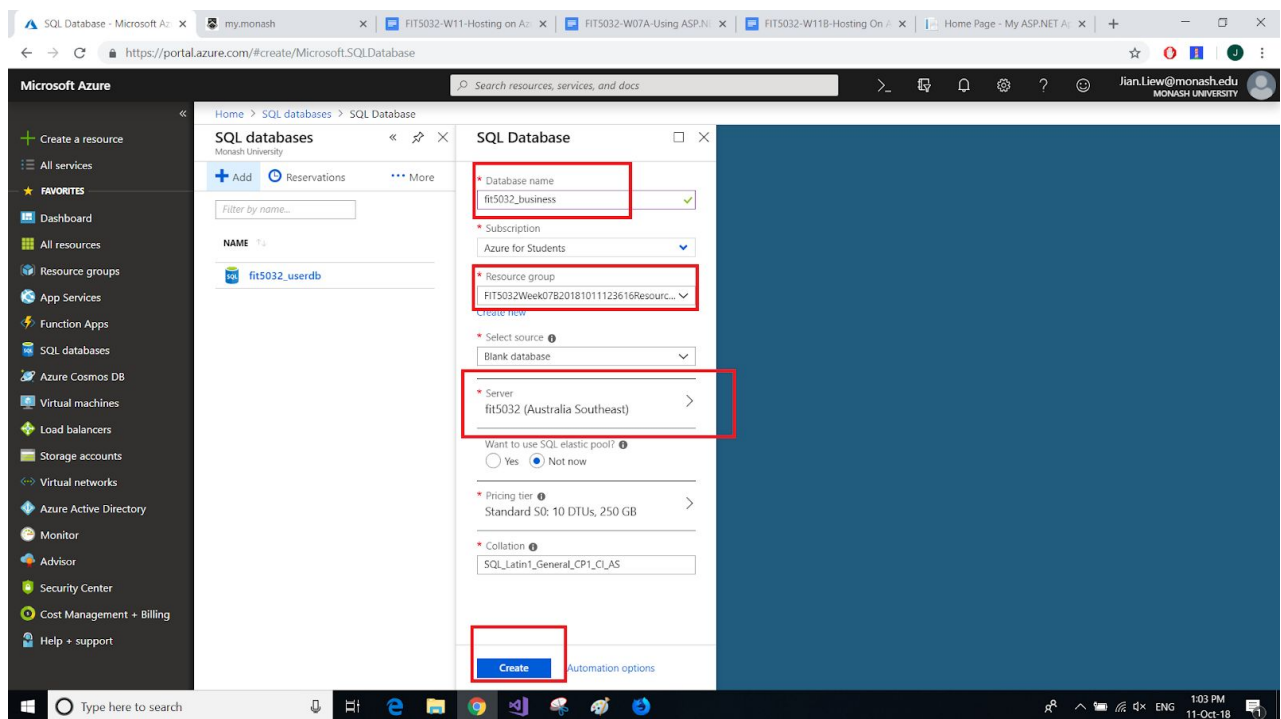 SQL Database - Microsoft Az
my.monash
FIT5032-W11-Hosting on Az
FIT5032-W07A-Using ASP.N
FIT5032-W11B-Hosting On A
Home Page - My ASP.NET Ap
https://portal.azure.com/#create/Microsoft.SQLDatabase
J
Microsoft Azure
Search resources, services, and docs
Jian.Liew@monash.edu
MONASH UNIVERSITY
Home > SQL databases > SQL Database
Create a resource
All services
FAVORITES
Dashboard
All resources
Resource groups
App Services
Function Apps
SQL databases
Azure Cosmos DB
Virtual machines
Load balancers
Storage accounts
Virtual networks
Azure Active Directory
Monitor
Advisor
Security Center
Cost Management + Billing
Help + support
SQL databases
Monash University
Add
Reservations
More
Filter by name...
NAME
fit5032_userdb
SQL Database
* Database name
fit5032_business
* Subscription
Azure for Students
* Resource group
FIT5032Week07B20181011123616Resourc...
Create new
* Select source
Blank database
* Server
fit5032 (Australia Southeast)
Want to use SQL elastic pool?
Yes
Not now
* Pricing tier
Standard S0: 10 DTUs, 250 GB
* Collation
SQL_Latin1_General_CP1_CI_AS
Create
Automation options
Type here to search
ENG
1:03 PM
11-Oct-18